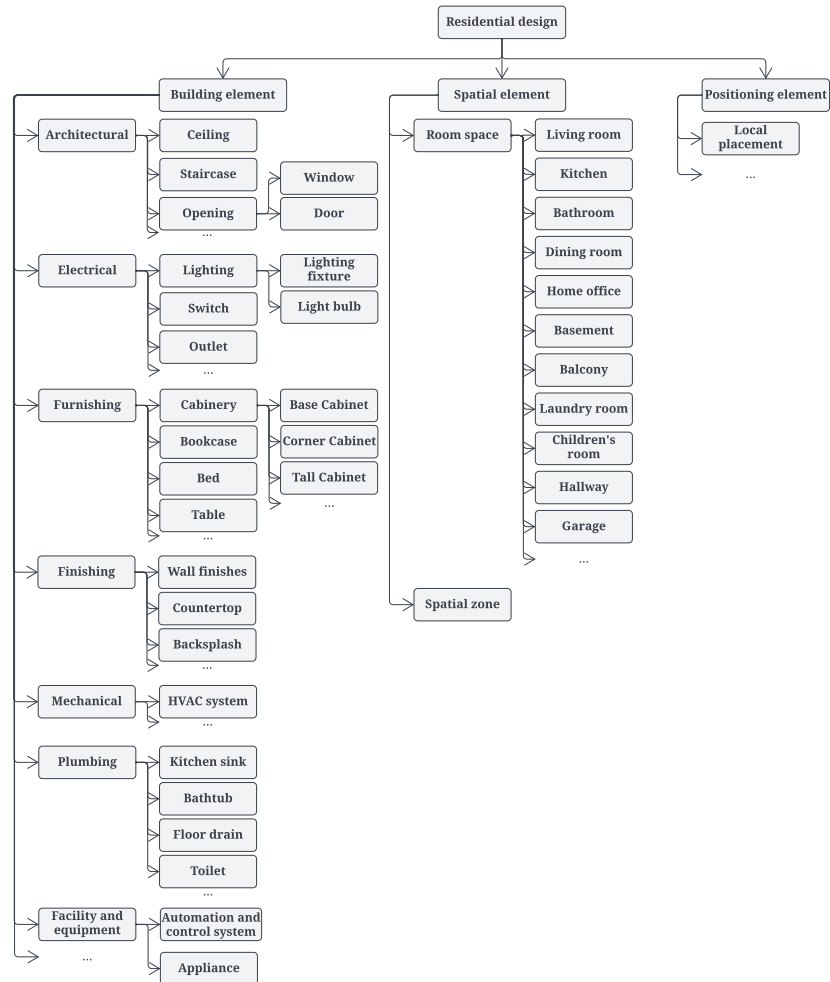 Residential design
Building element
Spatial element
Positioning element
Architectural
Ceiling
Staircase
Opening
Window
Door
...
Electrical
Lighting
Lighting
fixture
Light bulb
Switch
Outlet
...
Furnishing
Cabinery
Base Cabinet
Corner Cabinet
Tall Cabinet
...
Bookcase
Bed
Table
...
Finishing
Wall finishes
Countertop
Backsplash
...
Mechanical
HVAC system
...
Plumbing
Kitchen sink
Bathtub
Floor drain
Toilet
...
Facility and
equipment
Automation and
control system
Appliance
...
Room space
Living room
Kitchen
Bathroom
Dining room
Home office
Basement
Balcony
Laundry room
Children's
room
Hallway
Garage
...
Spatial zone
Local
placement
...